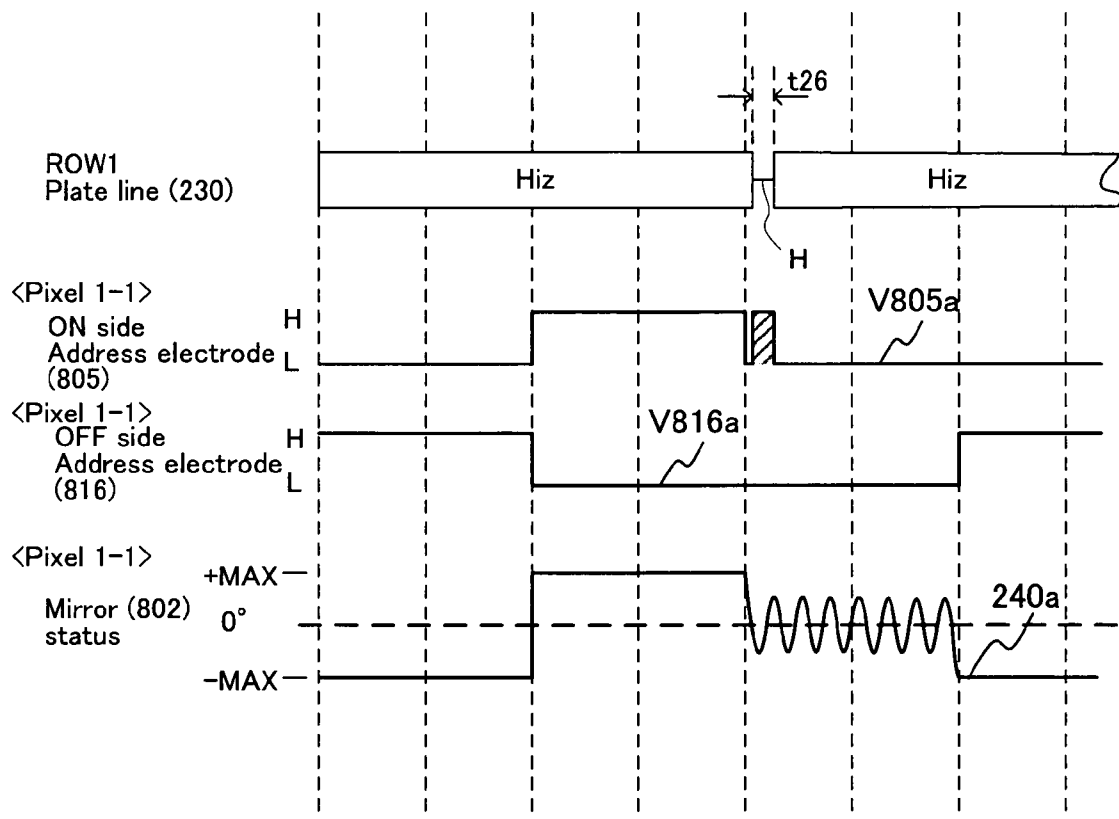 t26
ROW1
Plate line (230)
Hiz
Hiz
H
<Pixel 1-1>
ON side
Address electrode
(805)
H
L
V805a
<Pixel 1-1>
OFF side
Address electrode
(816)
H
L
V816a
<Pixel 1-1>
Mirror (802)
status
+MAX
0°
-MAX
240a